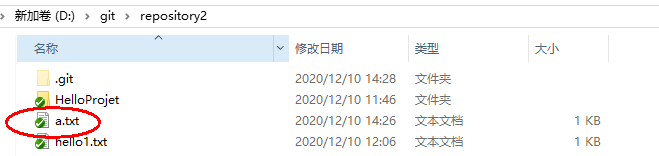 新加卷 (D:) › git › repository2
名称 修改日期 类型 大小
.git 2020/12/10 14:28 文件夹
HelloProjet 2020/12/10 11:46 文件夹
a.txt 2020/12/10 14:26 文本文档 1 KB
hello1.txt 2020/12/10 12:06 文本文档 1 KB